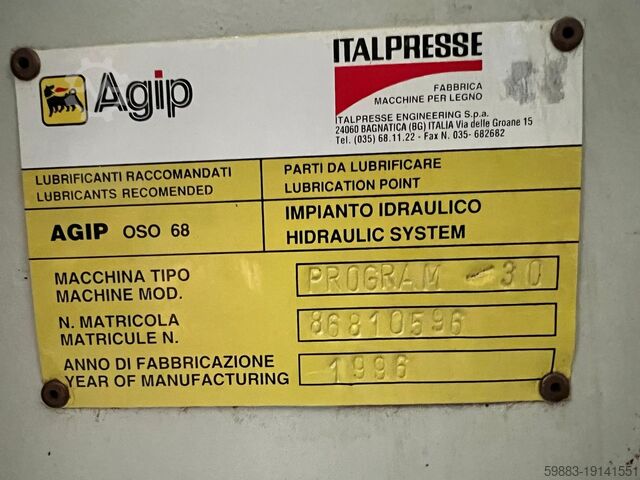 Agip
ITALPRESSE
FABBRICA
MACCHINE PER LEGNO
ITALPRESSE ENGINEERING S.p.a.
24060 BAGNATICA (BG) ITALIA Via delle Groane 15
Tel. (035) 68.11.22 - Fax N. 035- 682682
LUBRIFICANTI RACCOMANDATI
LUBRICANTS RECOMENDED
PARTI DA LUBRIFICARE
LUBRICATION POINT
AGIP OSO 68
IMPIANTO IDRAULICO
HIDRAULIC SYSTEM
MACCHINA TIPO
MACHINE MOD.
PROGRAM - 30
N. MATRICOLA
MATRICULE N.
86810596
ANNO DI FABBRICAZIONE
YEAR OF MANUFACTURING
1996
59883-19141551